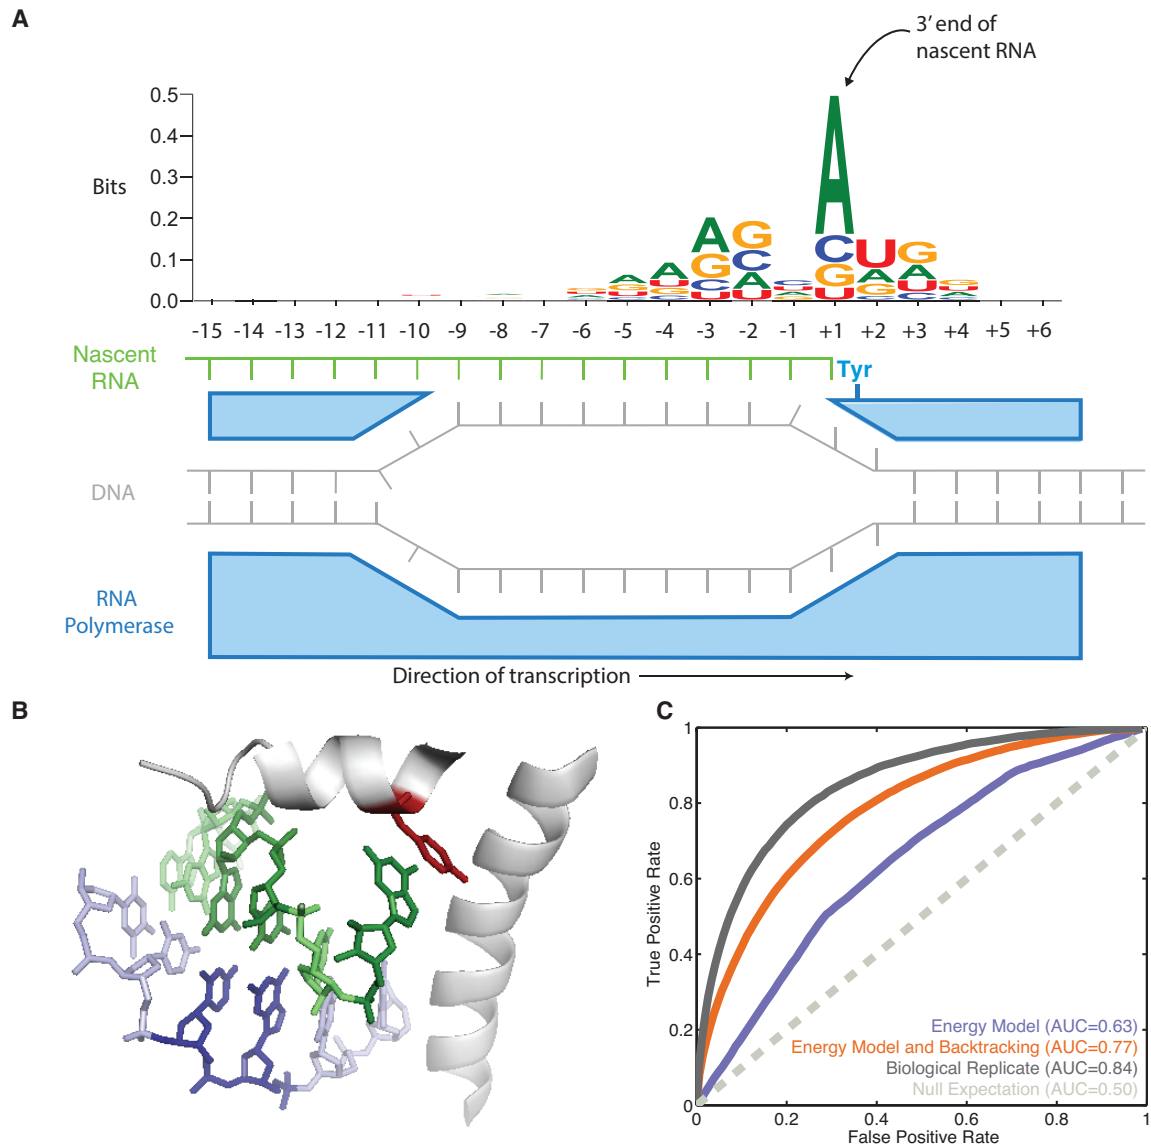 A
3′ end of
nascent RNA
0.5
0.4
0.3
0.2
0.1
0.0
Bits
A G C U
-15 -14 -13 -12 -11 -10 -9 -8 -7 -6 -5 -4 -3 -2 -1 +1 +2 +3 +4 +5 +6
Nascent
RNA
Tyr
DNA
RNA
Polymerase
Direction of transcription
B
C
1
0.8
0.6
0.4
0.2
0
True Positive Rate
Energy Model (AUC=0.63)
Energy Model and Backtracking (AUC=0.77)
Biological Replicate (AUC=0.84)
Null Expectation (AUC=0.50)
0 0.2 0.4 0.6 0.8 1
False Positive Rate